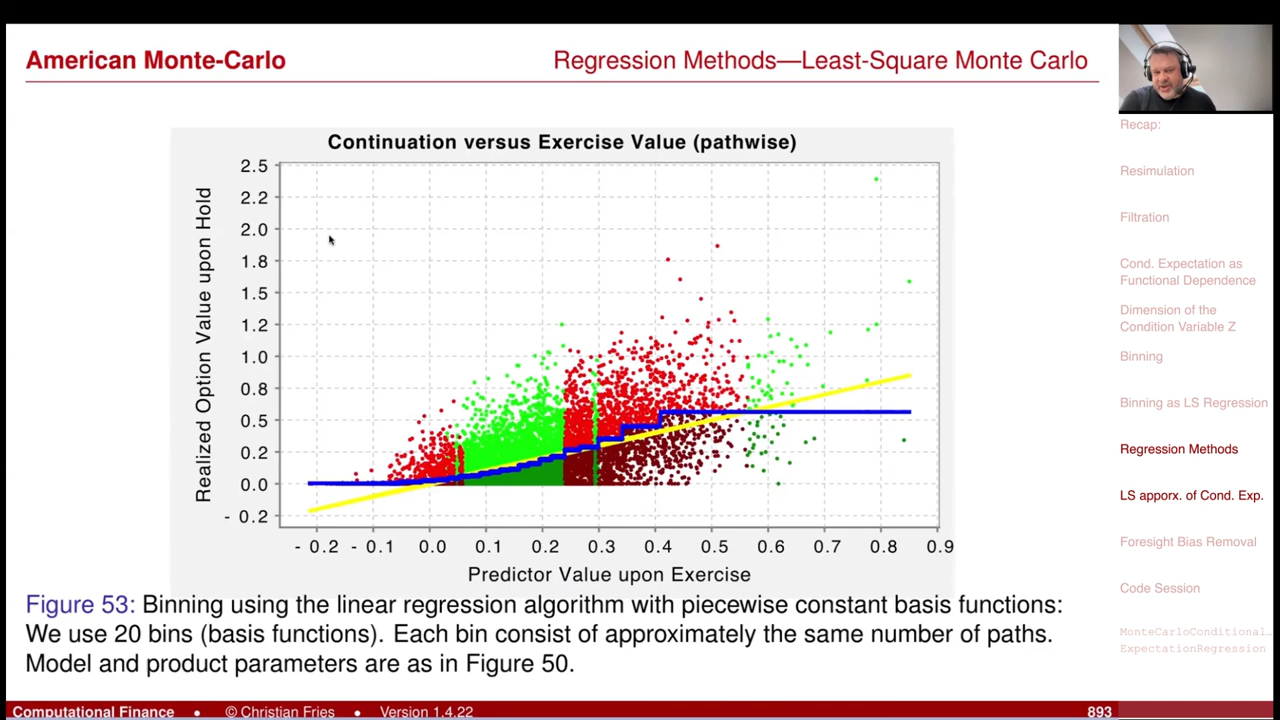 American Monte-Carlo
Regression Methods—Least-Square Monte Carlo
Continuation versus Exercise Value (pathwise)
Realized Option Value upon Hold
2.5
2.2
2.0
1.8
1.5
1.2
1.0
0.8
0.5
0.2
0.0
- 0.2
- 0.2 - 0.1 0.0 0.1 0.2 0.3 0.4 0.5 0.6 0.7 0.8 0.9
Predictor Value upon Exercise
Figure 53: Binning using the linear regression algorithm with piecewise constant basis functions:
We use 20 bins (basis functions). Each bin consist of approximately the same number of paths.
Model and product parameters are as in Figure 50.
Recap:
Resimulation
Filtration
Cond. Expectation as
Functional Dependence
Dimension of the
Condition Variable Z
Binning
Binning as LS Regression
Regression Methods
LS apporx. of Cond. Exp.
Foresight Bias Removal
Code Session
MonteCarloConditional...
ExpectationRegression
Computational Finance • © Christian Fries • Version 1.4.22
893